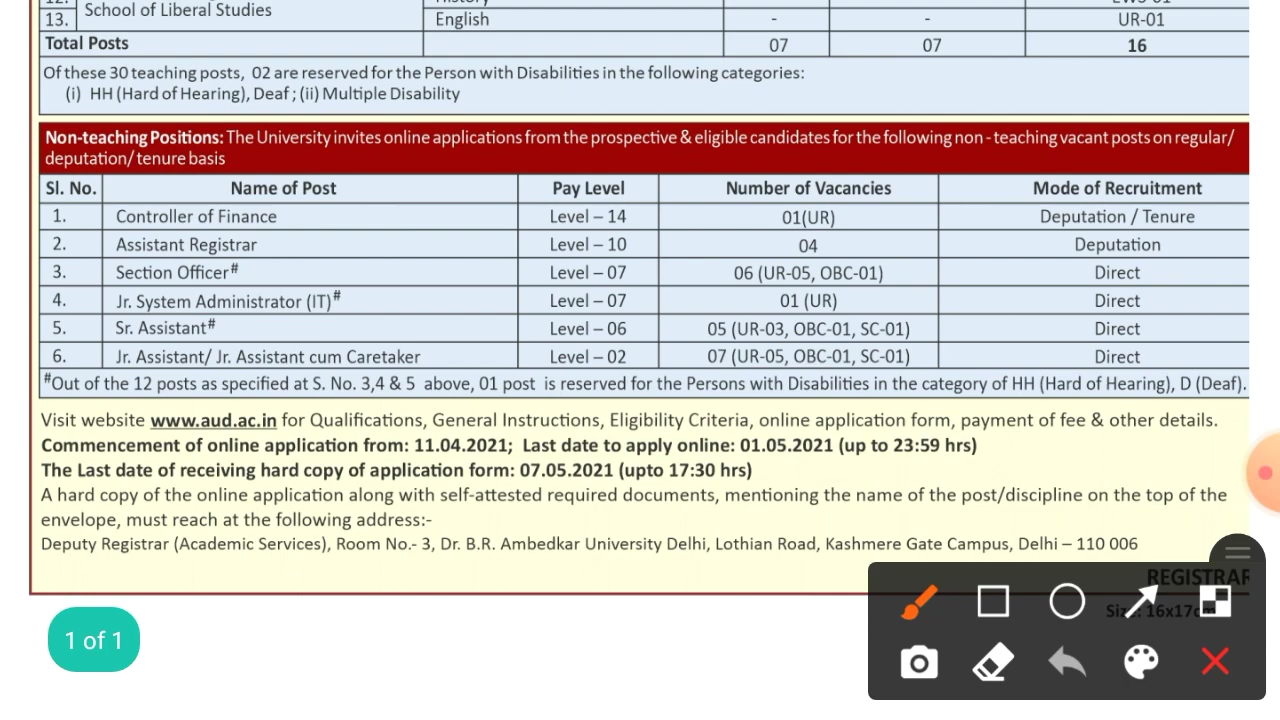 13. School of Liberal Studies English - - UR-01
Total Posts 07 07 16
Of these 30 teaching posts, 02 are reserved for the Person with Disabilities in the following categories:
(i) HH (Hard of Hearing), Deaf ; (ii) Multiple Disability
Non-teaching Positions: The University invites online applications from the prospective & eligible candidates for the following non - teaching vacant posts on regular/
deputation/ tenure basis
Sl. No. Name of Post Pay Level Number of Vacancies Mode of Recruitment
1. Controller of Finance Level – 14 01(UR) Deputation / Tenure
2. Assistant Registrar Level – 10 04 Deputation
3. Section Officer# Level – 07 06 (UR-05, OBC-01) Direct
4. Jr. System Administrator (IT)# Level – 07 01 (UR) Direct
5. Sr. Assistant# Level – 06 05 (UR-03, OBC-01, SC-01) Direct
6. Jr. Assistant/ Jr. Assistant cum Caretaker Level – 02 07 (UR-05, OBC-01, SC-01) Direct
#Out of the 12 posts as specified at S. No. 3,4 & 5 above, 01 post is reserved for the Persons with Disabilities in the category of HH (Hard of Hearing), D (Deaf).
Visit website www.aud.ac.in for Qualifications, General Instructions, Eligibility Criteria, online application form, payment of fee & other details.
Commencement of online application from: 11.04.2021; Last date to apply online: 01.05.2021 (up to 23:59 hrs)
The Last date of receiving hard copy of application form: 07.05.2021 (upto 17:30 hrs)
A hard copy of the online application along with self-attested required documents, mentioning the name of the post/discipline on the top of the
envelope, must reach at the following address:-
Deputy Registrar (Academic Services), Room No.- 3, Dr. B.R. Ambedkar University Delhi, Lothian Road, Kashmere Gate Campus, Delhi – 110 006
REGISTRAR
16x17
1 of 1